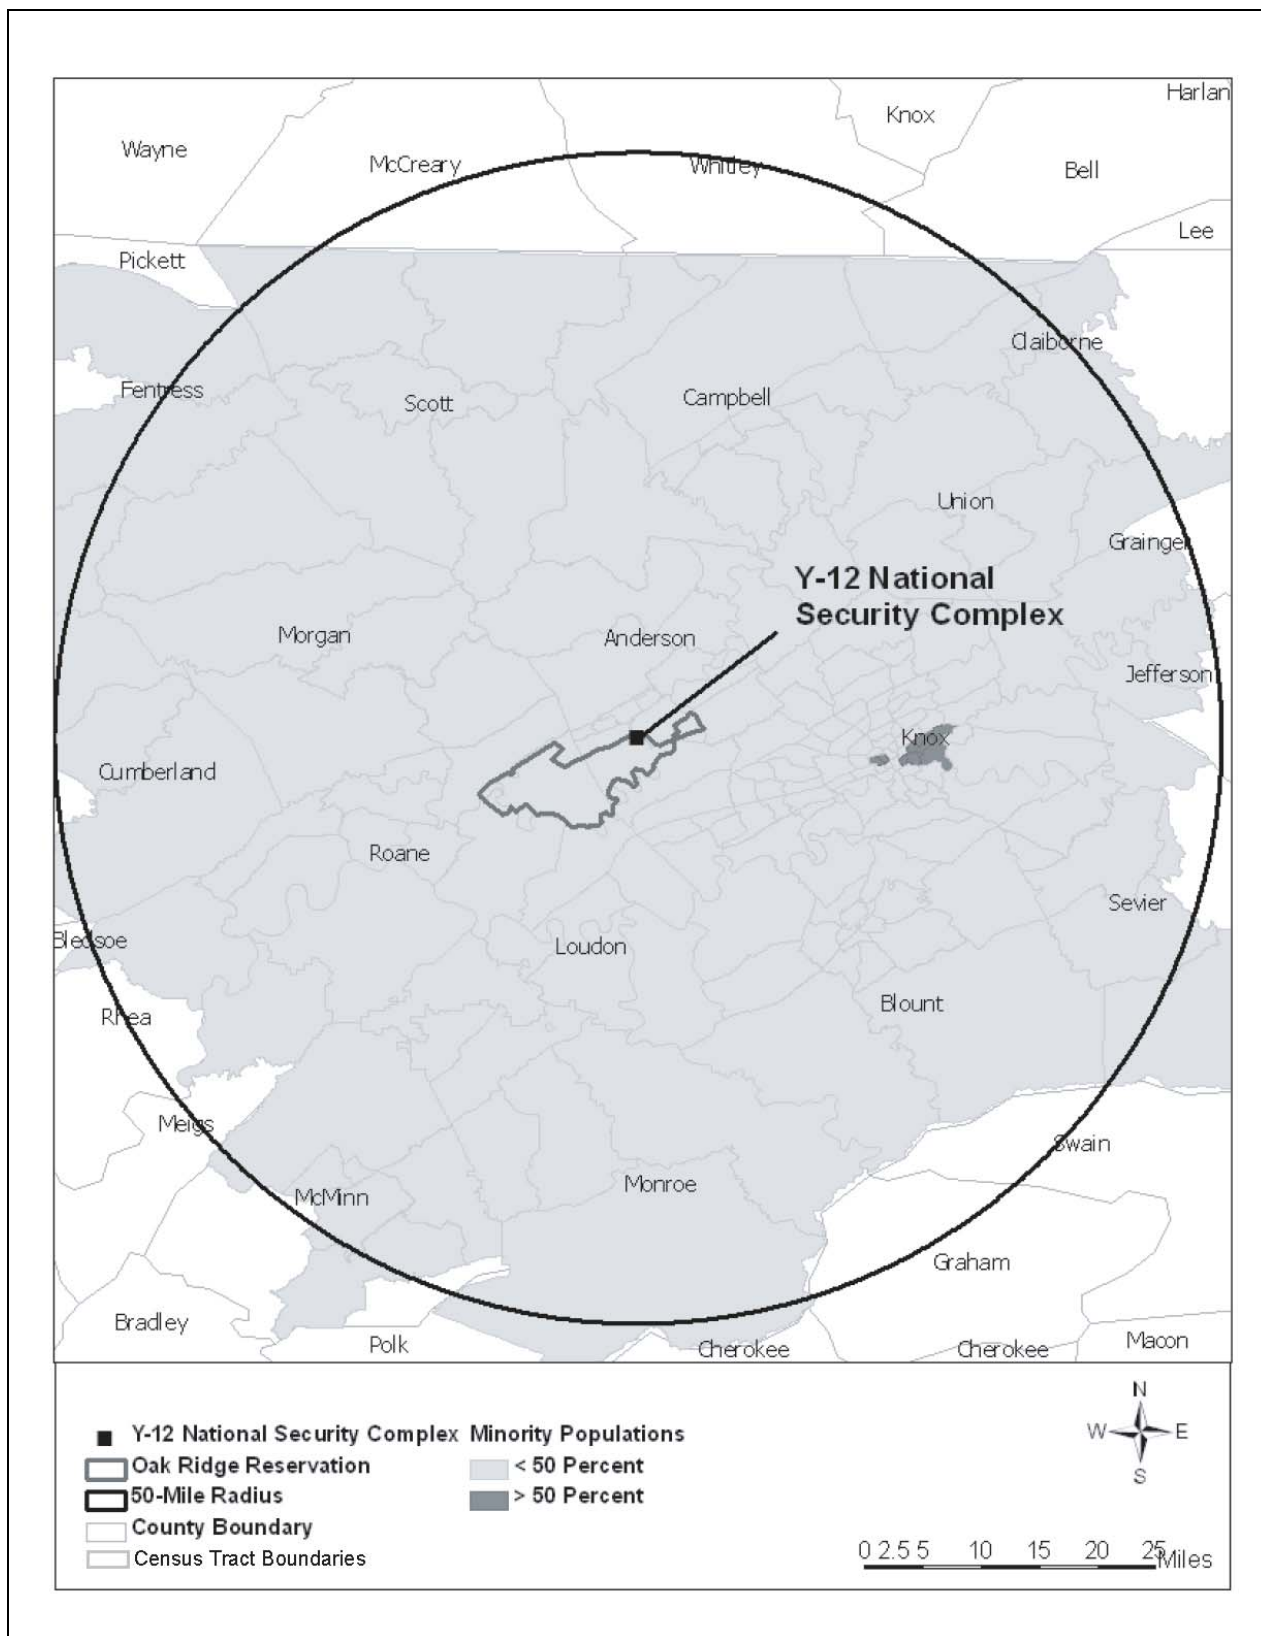 Harlan
Knox
Wayne
McCreary
Whitley
Bell
Lee
Pickett
Claiborne
Fentress
Scott
Campbell
Union
Grainger
Y-12 National
Security Complex
Morgan
Anderson
Jefferson
Knox
Cumberland
Roane
Sevier
Bledsoe
Loudon
Blount
Rhea
Meigs
Swain
McMinn
Monroe
Graham
Bradley
Polk
Cherokee
Cherokee
Macon
Y-12 National Security Complex
Oak Ridge Reservation
50-Mile Radius
County Boundary
Census Tract Boundaries
Minority Populations
< 50 Percent
> 50 Percent
N
W E
S
0 2.5 5 10 15 20 25 Miles